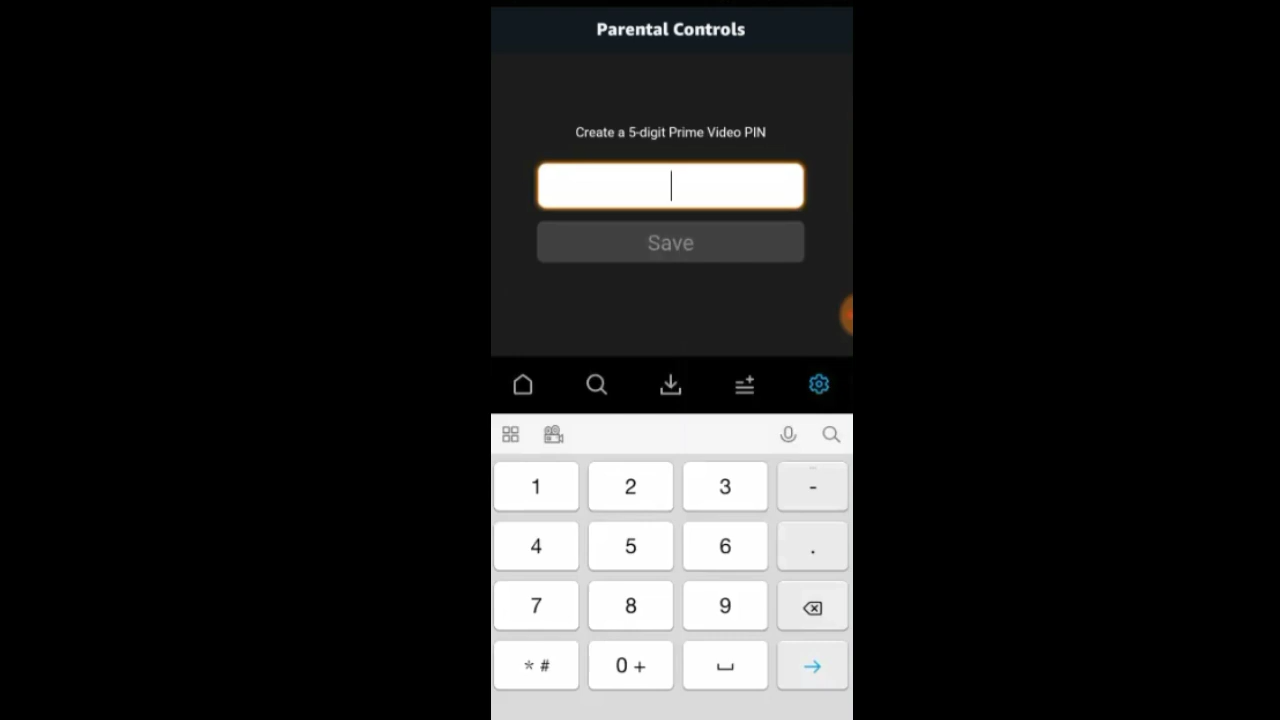 Parental Controls
Create a 5-digit Prime Video PIN
Save
1 2 3 -
4 5 6 .
7 8 9
* # 0 +